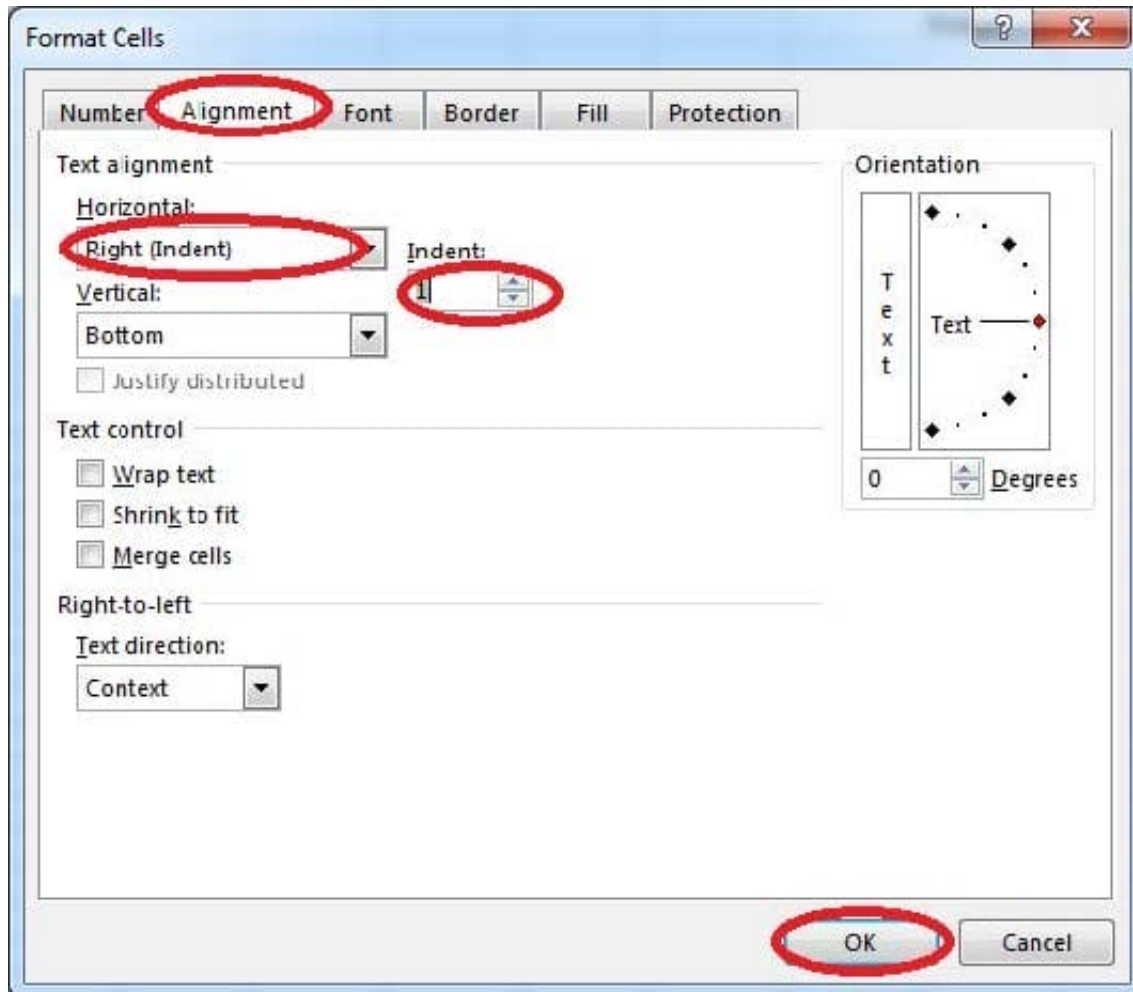 Format Cells
Number Alignment Font Border Fill Protection
Text alignment
Horizontal:
Right (Indent)
Indent:
1
Vertical:
Bottom
Justify distributed
Text control
Wrap text
Shrink to fit
Merge cells
Right-to-left
Text direction:
Context
Orientation
T
e
x
t
Text
0 Degrees
OK Cancel